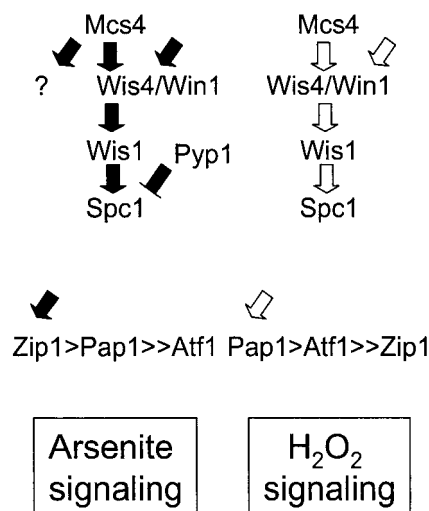 Mcs4 Mcs4
? Wis4/Win1 Wis4/Win1
Wis1 Pyp1 Wis1
Spc1 Spc1
Zip1>Pap1>>Atf1 Pap1>Atf1>>Zip1
Arsenite H₂O₂
signaling signaling